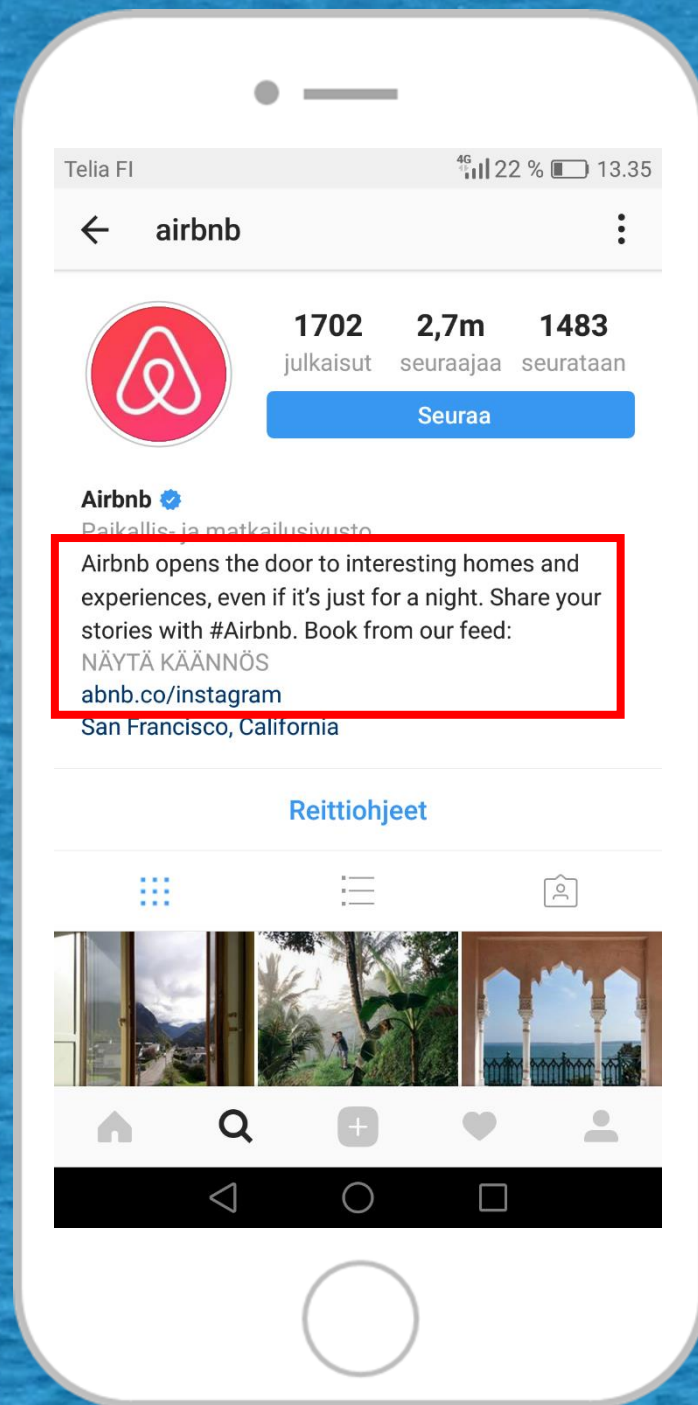 Telia FI 4G 22 % 13.35
airbnb
1702 2,7m 1483
julkaisut seuraajaa seurataan
Seuraa
Airbnb
Paikallis- ja matkailusivusto
Airbnb opens the door to interesting homes and
experiences, even if it’s just for a night. Share your
stories with #Airbnb. Book from our feed:
NÄYTÄ KÄÄNNÖS
abnb.co/instagram
San Francisco, California
Reittiohjeet